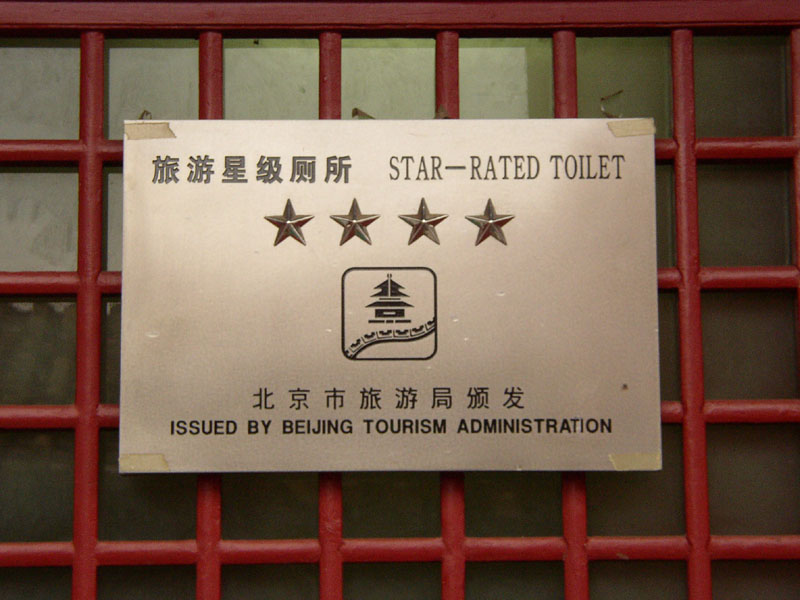 旅游星级厕所 STAR-RATED TOILET
北京市旅游局颁发
ISSUED BY BEIJING TOURISM ADMINISTRATION